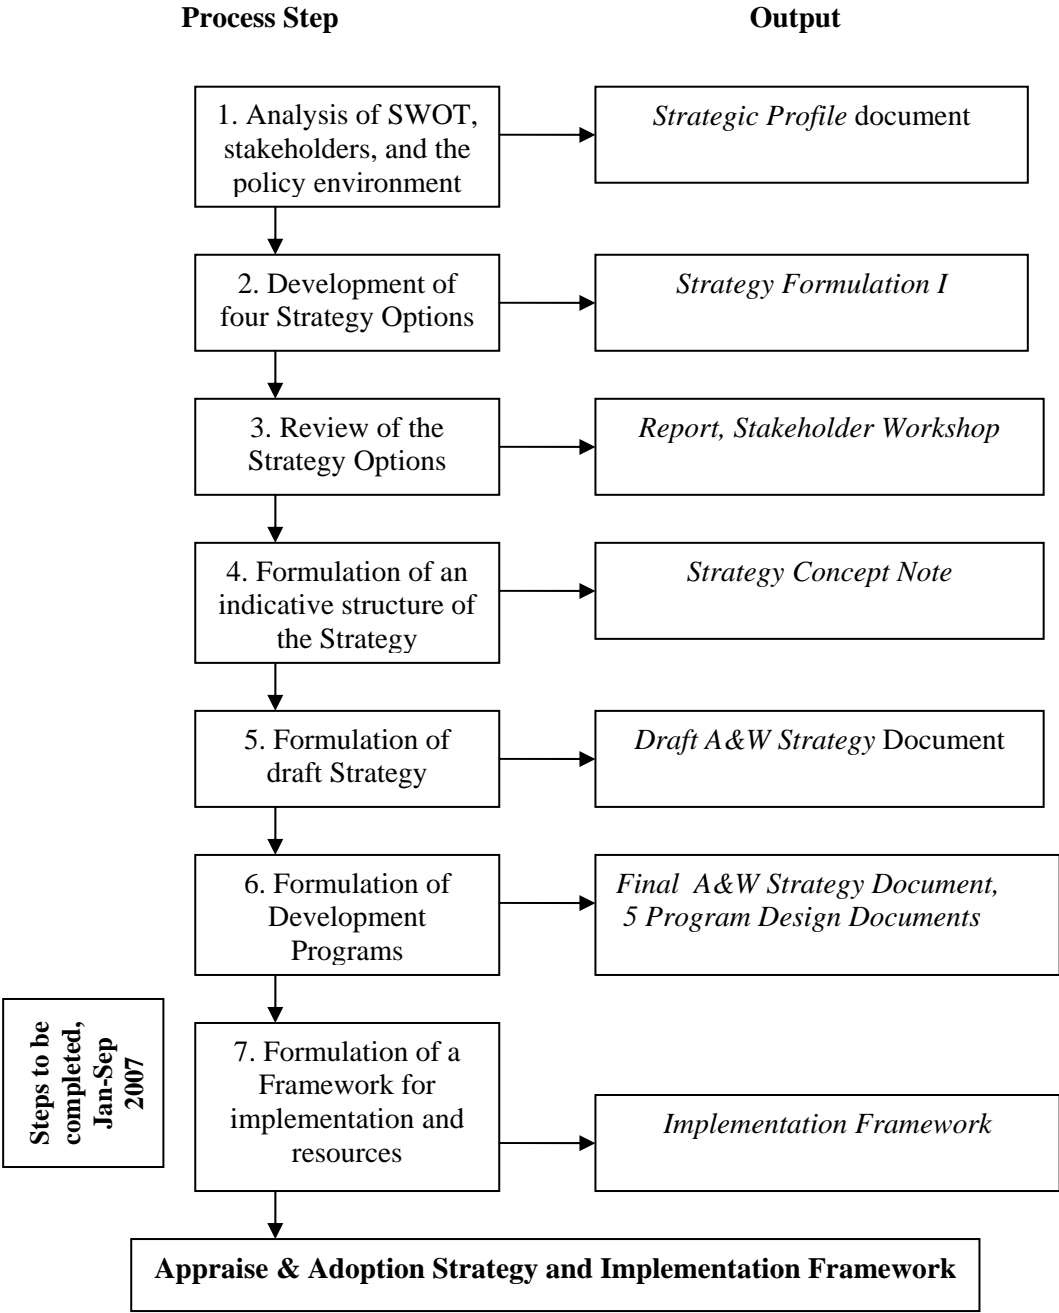 Process Step
Output
1. Analysis of SWOT,
stakeholders, and the
policy environment
Strategic Profile document
2. Development of
four Strategy Options
Strategy Formulation I
3. Review of the
Strategy Options
Report, Stakeholder Workshop
4. Formulation of an
indicative structure of
the Strategy
Strategy Concept Note
5. Formulation of
draft Strategy
Draft A&W Strategy Document
6. Formulation of
Development
Programs
Final A&W Strategy Document,
5 Program Design Documents
Steps to be
completed,
Jan-Sep
2007
7. Formulation of a
Framework for
implementation and
resources
Implementation Framework
Appraise & Adoption Strategy and Implementation Framework